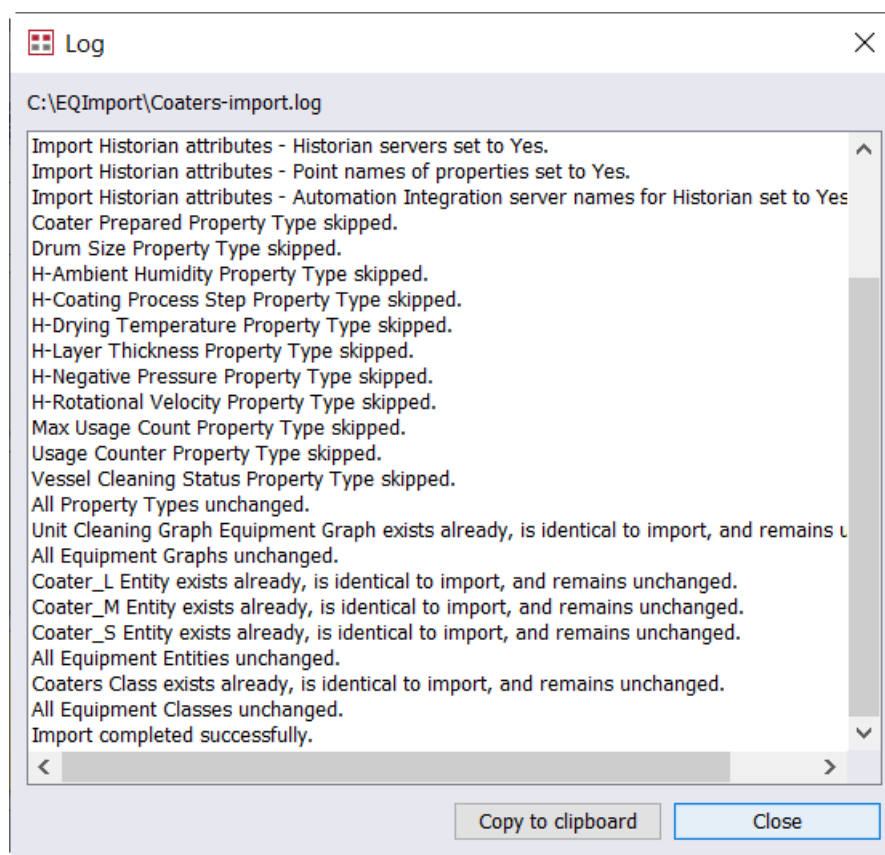 Log
C:\EQImport\Coaters-import.log
Import Historian attributes - Historian servers set to Yes.
Import Historian attributes - Point names of properties set to Yes.
Import Historian attributes - Automation Integration server names for Historian set to Yes
Coater Prepared Property Type skipped.
Drum Size Property Type skipped.
H-Ambient Humidity Property Type skipped.
H-Coating Process Step Property Type skipped.
H-Drying Temperature Property Type skipped.
H-Layer Thickness Property Type skipped.
H-Negative Pressure Property Type skipped.
H-Rotational Velocity Property Type skipped.
Max Usage Count Property Type skipped.
Usage Counter Property Type skipped.
Vessel Cleaning Status Property Type skipped.
All Property Types unchanged.
Unit Cleaning Graph Equipment Graph exists already, is identical to import, and remains u
All Equipment Graphs unchanged.
Coater_L Entity exists already, is identical to import, and remains unchanged.
Coater_M Entity exists already, is identical to import, and remains unchanged.
Coater_S Entity exists already, is identical to import, and remains unchanged.
All Equipment Entities unchanged.
Coaters Class exists already, is identical to import, and remains unchanged.
All Equipment Classes unchanged.
Import completed successfully.
Copy to clipboard
Close